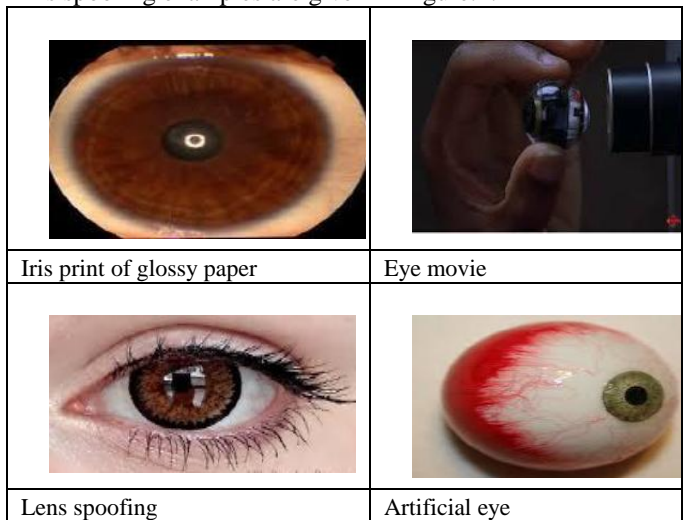 Iris print of glossy paper
Eye movie
Lens spoofing
Artificial eye